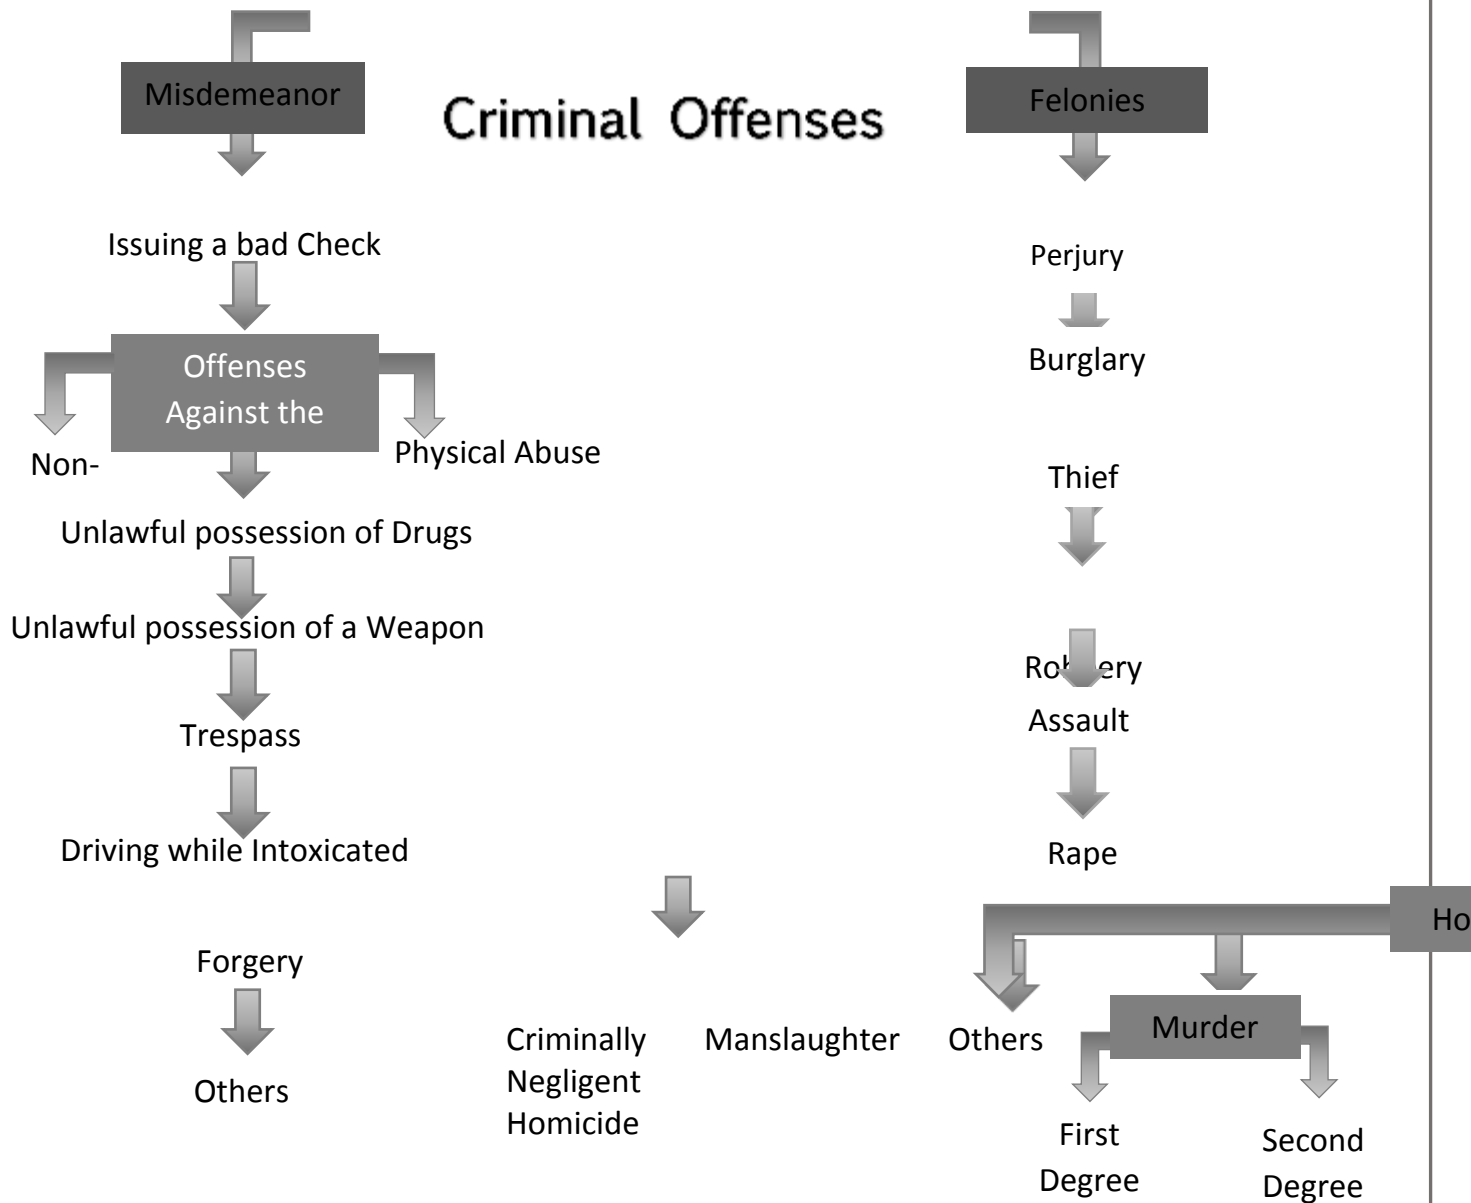 Misdemeanor
Criminal Offenses
Felonies
Issuing a bad Check
Offenses
Against the
Non-
Physical Abuse
Unlawful possession of Drugs
Unlawful possession of a Weapon
Trespass
Driving while Intoxicated
Forgery
Others
Perjury
Burglary
Thief
Robbery
Assault
Rape
Ho
Criminally
Negligent
Homicide
Manslaughter
Others
Murder
First
Degree
Second
Degree